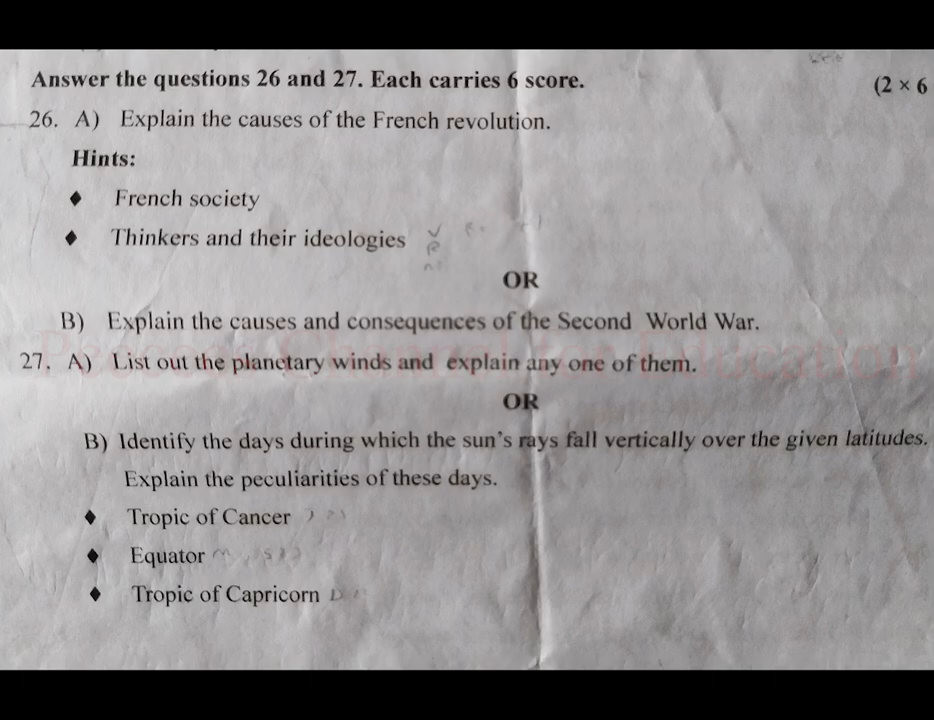 Answer the questions 26 and 27. Each carries 6 score. (2 × 6
26. A) Explain the causes of the French revolution.
Hints:
♦ French society
♦ Thinkers and their ideologies
OR
B) Explain the causes and consequences of the Second World War.
27. A) List out the planetary winds and explain any one of them.
OR
B) Identify the days during which the sun's rays fall vertically over the given latitudes.
Explain the peculiarities of these days.
♦ Tropic of Cancer
♦ Equator
♦ Tropic of Capricorn